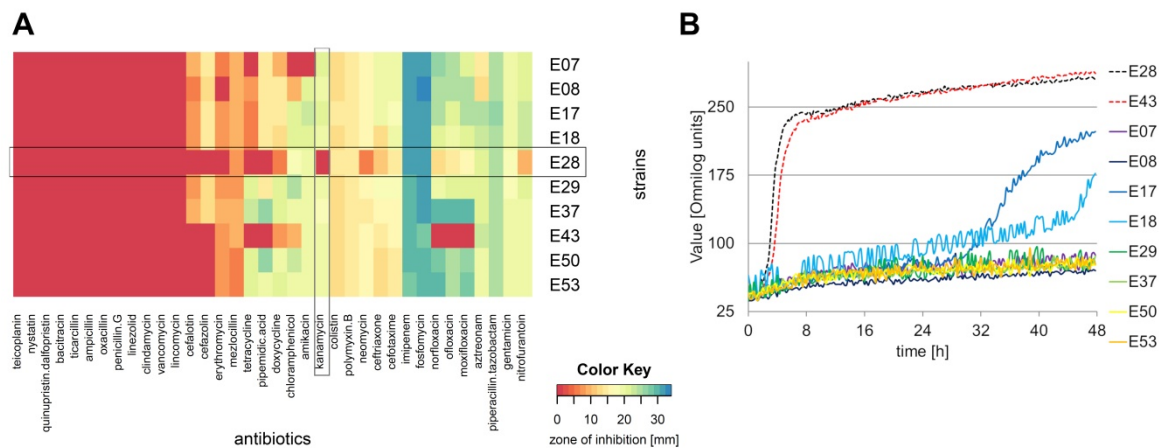 A
E07
E08
E17
E18
E28
E29
E37
E43
E50
E53
strains
teicoplanin
nystatin
quinupristin.dalfopristin
bacitracin
ticarcillin
ampicillin
oxacillin
penicillin.G
linezolid
clindamycin
vancomycin
lincomycin
cefalotin
cefazolin
erythromycin
mezlocillin
tetracycline
pipemidic.acid
doxycycline
chloramphenicol
amikacin
kanamycin
colistin
polymyxin.B
neomycin
ceftriaxone
cefotaxime
imipenem
fosfomycin
norfloxacin
ofloxacin
moxifloxacin
aztreonam
piperacillin.tazobactam
gentamicin
nitrofurantoin
antibiotics
Color Key
0 10 20 30
zone of inhibition [mm]
B
Value [Omnilog units]
250
175
100
25
0 8 16 24 32 40 48
time [h]
E28
E43
E07
E08
E17
E18
E29
E37
E50
E53